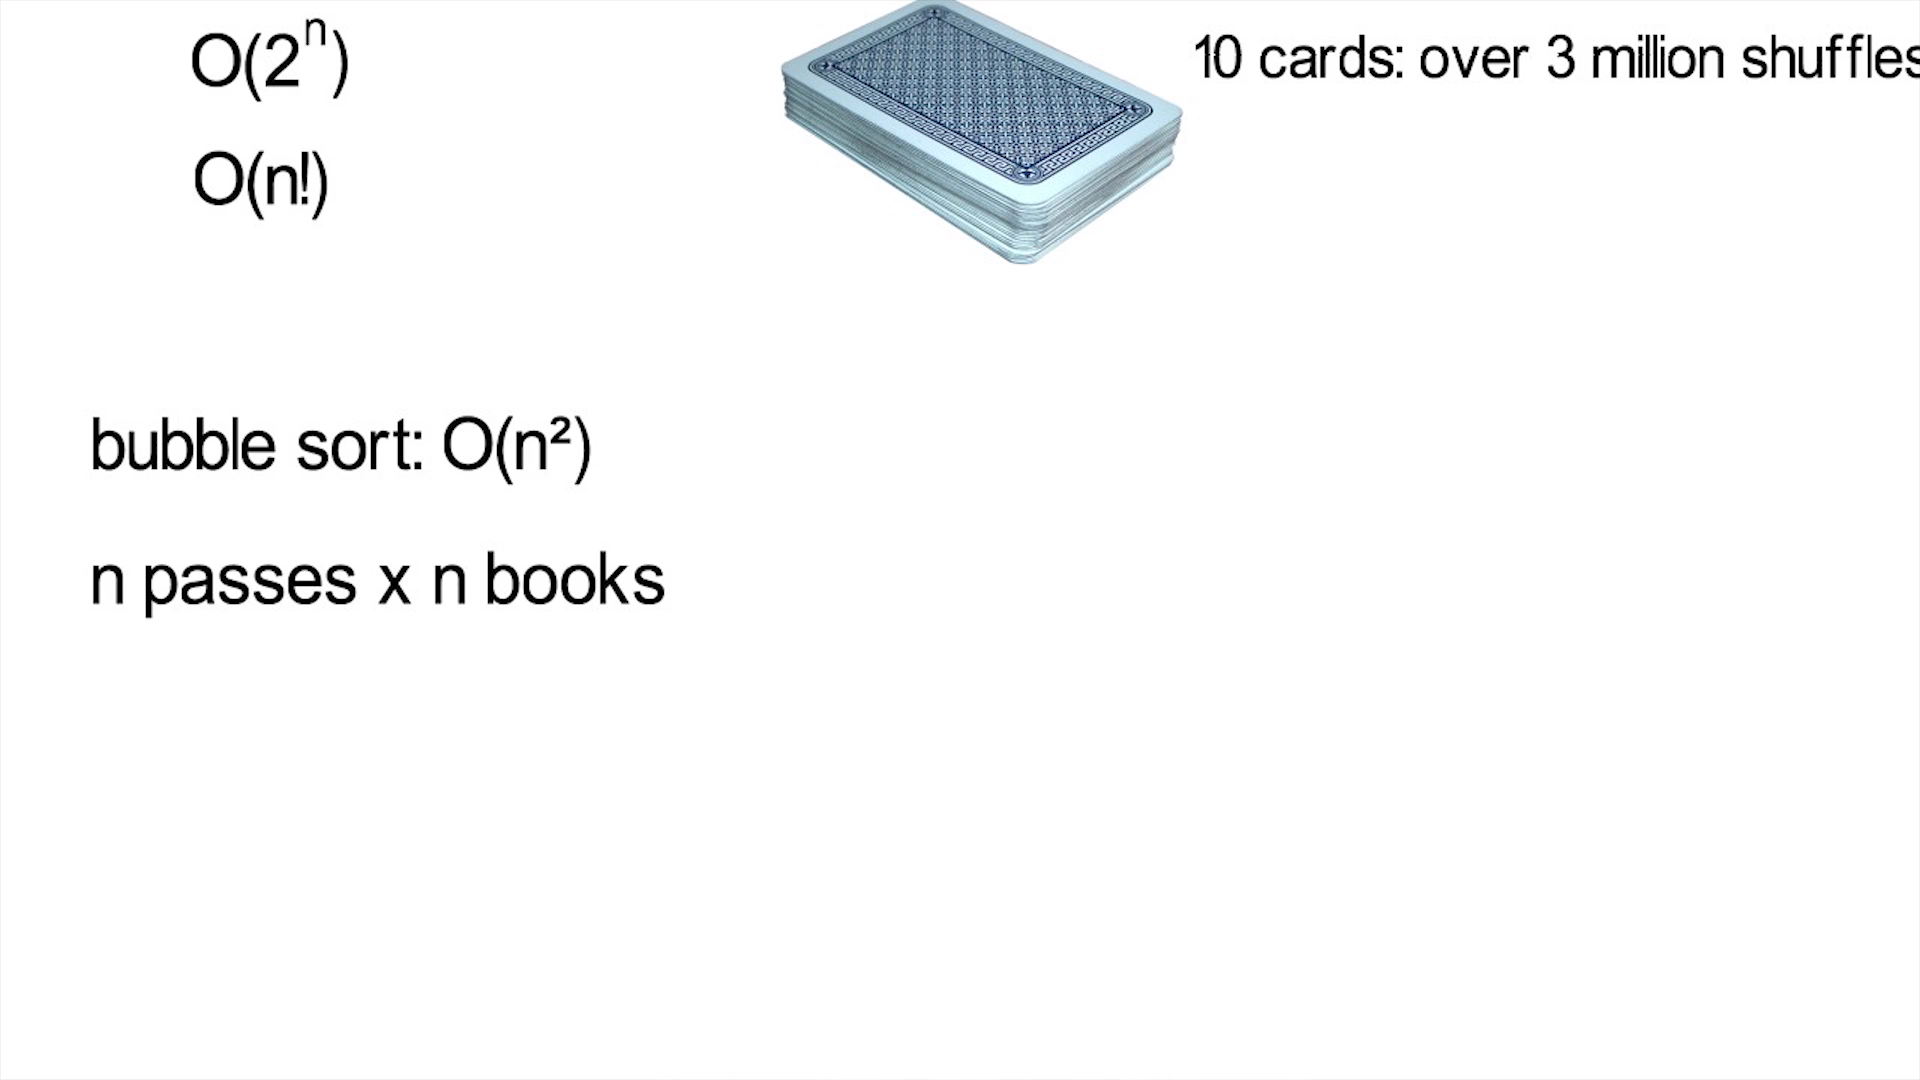 O(2ⁿ)
10 cards: over 3 million shuffles
O(n!)
bubble sort: O(n²)
n passes x n books